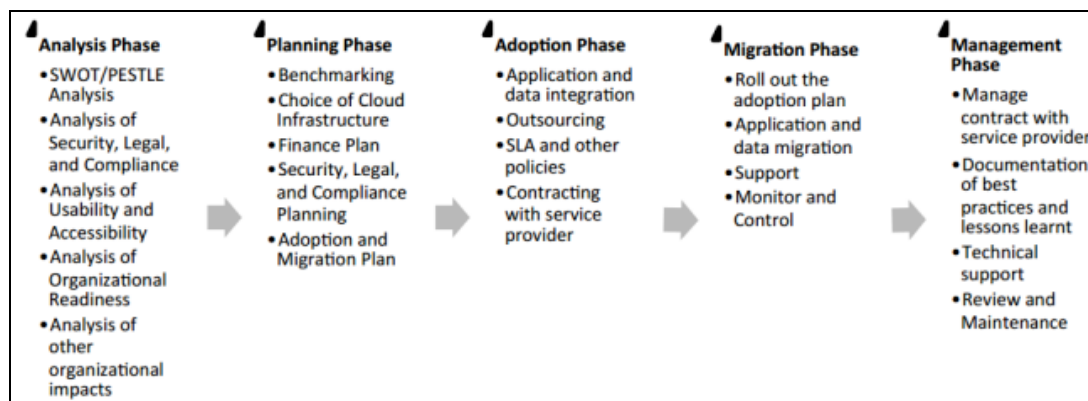 Analysis Phase
•SWOT/PESTLE
Analysis
•Analysis of
Security, Legal,
and Compliance
•Analysis of
Usability and
Accessibility
•Analysis of
Organizational
Readiness
•Analysis of
other
organizational
impacts
Planning Phase
•Benchmarking
•Choice of Cloud
Infrastructure
•Finance Plan
•Security, Legal,
and Compliance
Planning
•Adoption and
Migration Plan
Adoption Phase
•Application and
data integration
•Outsourcing
•SLA and other
policies
•Contracting
with service
provider
Migration Phase
•Roll out the
adoption plan
•Application and
data migration
•Support
•Monitor and
Control
Management
Phase
•Manage
contract with
service provider
•Documentation
of best
practices and
lessons learnt
•Technical
support
•Review and
Maintenance